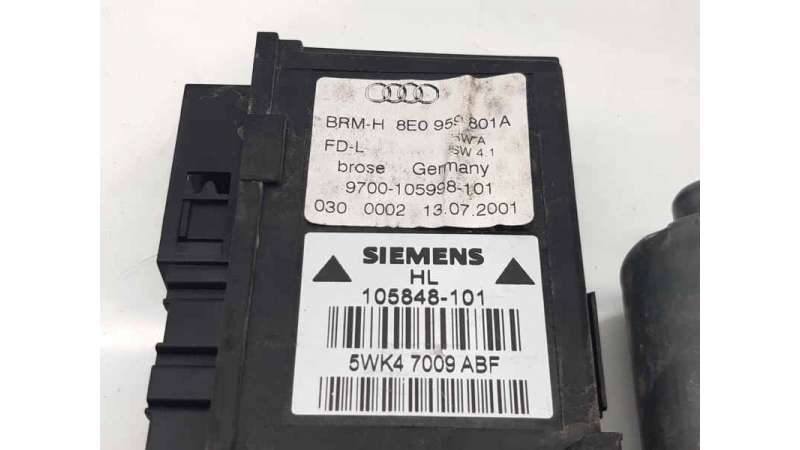 BRM-H 8E0 959 801A
FD-L HW A
SW 4.1
brose Germany
9700-105998-101
030 0002 13.07.2001
SIEMENS
HL
105848-101
5WK4 7009 ABF